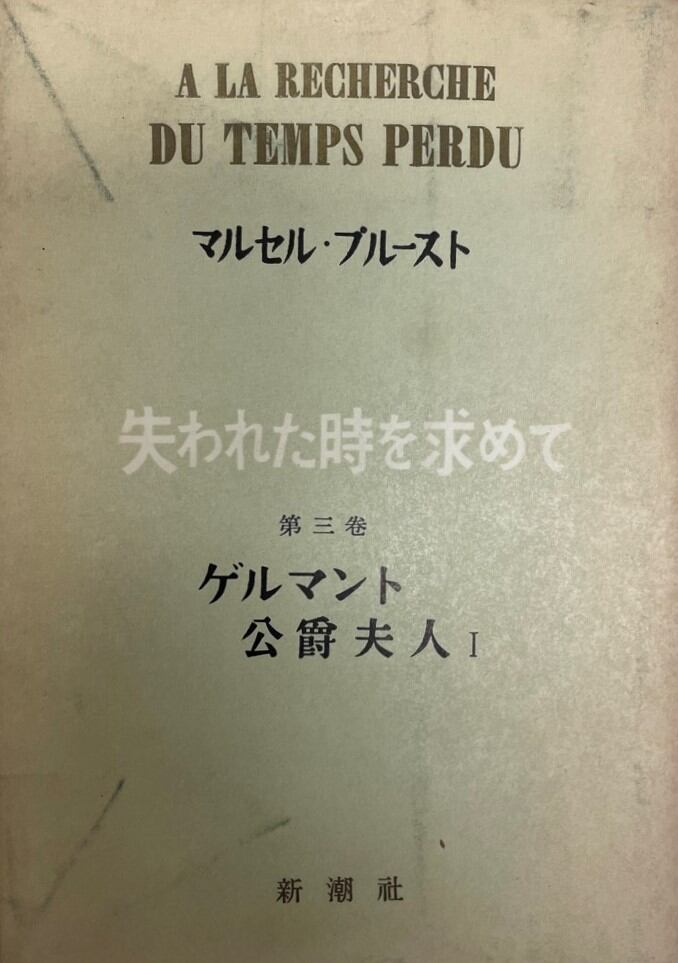 A LA RECHERCHE
DU TEMPS PERDU
マルセル・プルースト
失われた時を求めて
第三巻
ゲルマント
公爵夫人 I
新潮社